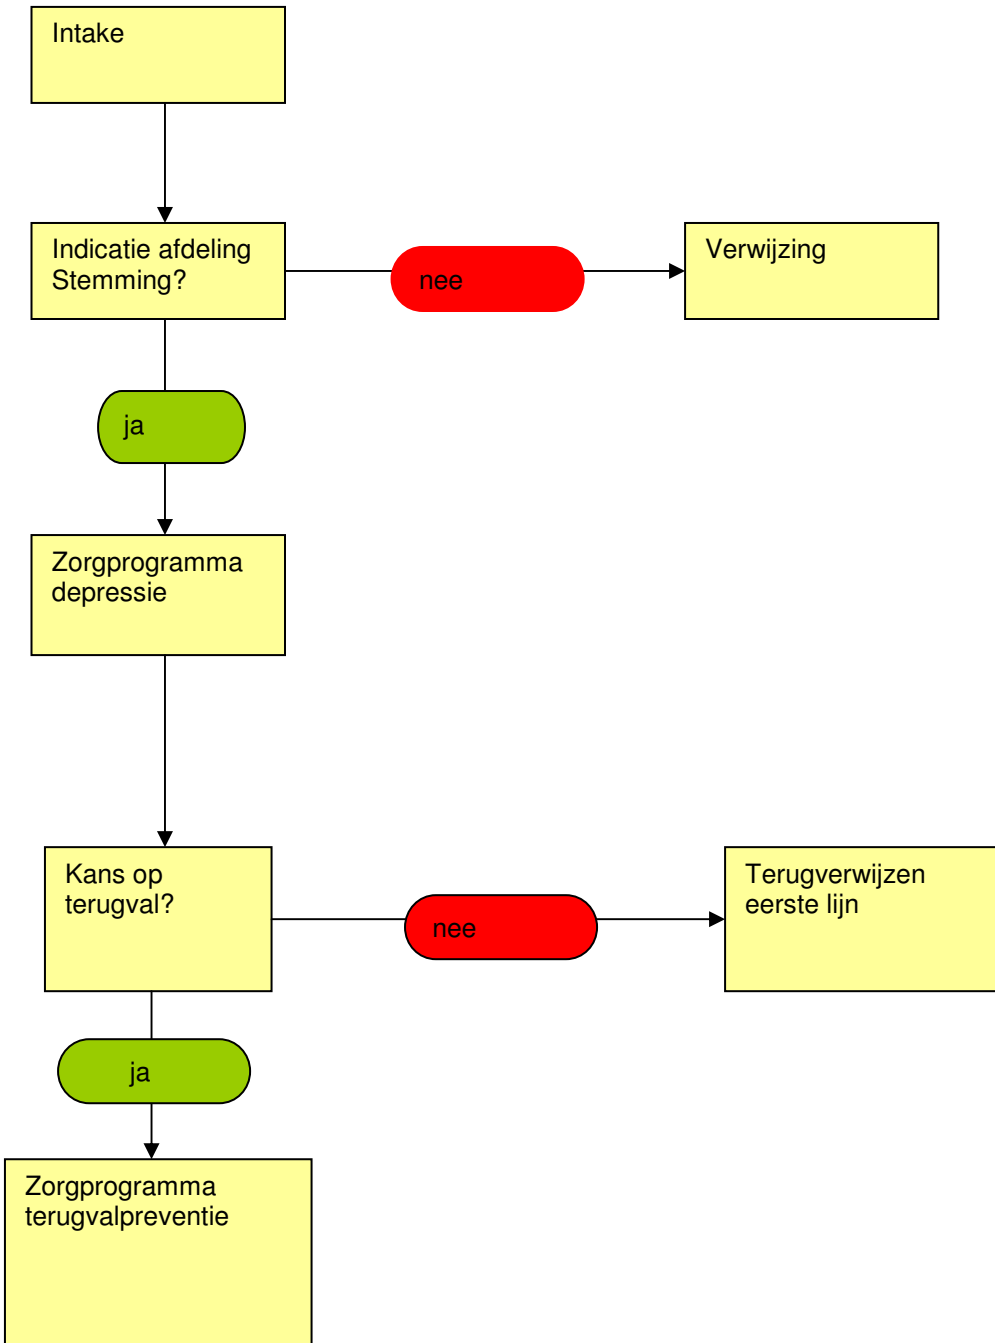 Intake
Indicatie afdeling
Stemming?
nee
Verwijzing
ja
Zorgprogramma
depressie
Kans op
terugval?
nee
Terugverwijzen
eerste lijn
ja
Zorgprogramma
terugvalpreventie